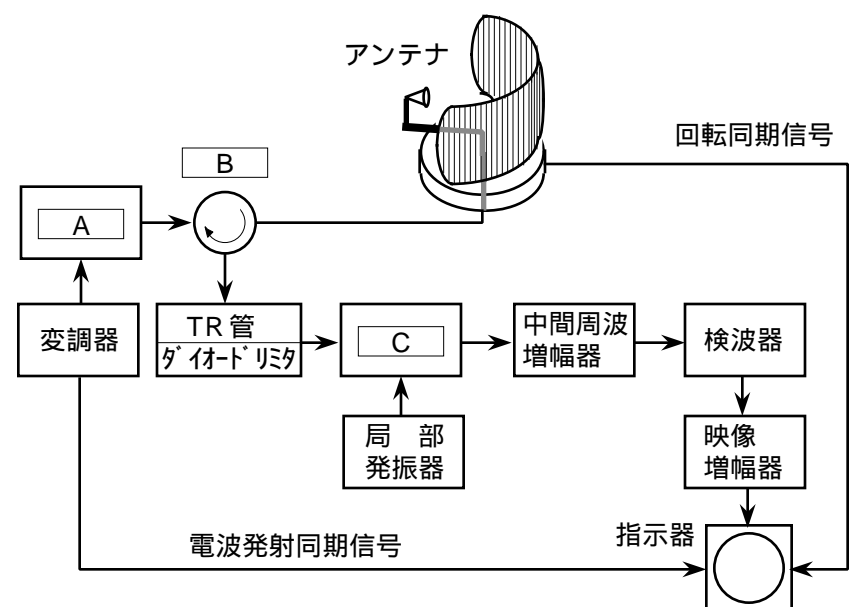 アンテナ
回転同期信号
B
A
変調器
TR管
ダイオードリミタ
C
中間周波
増幅器
検波器
局　部
発振器
映像
増幅器
指示器
電波発射同期信号